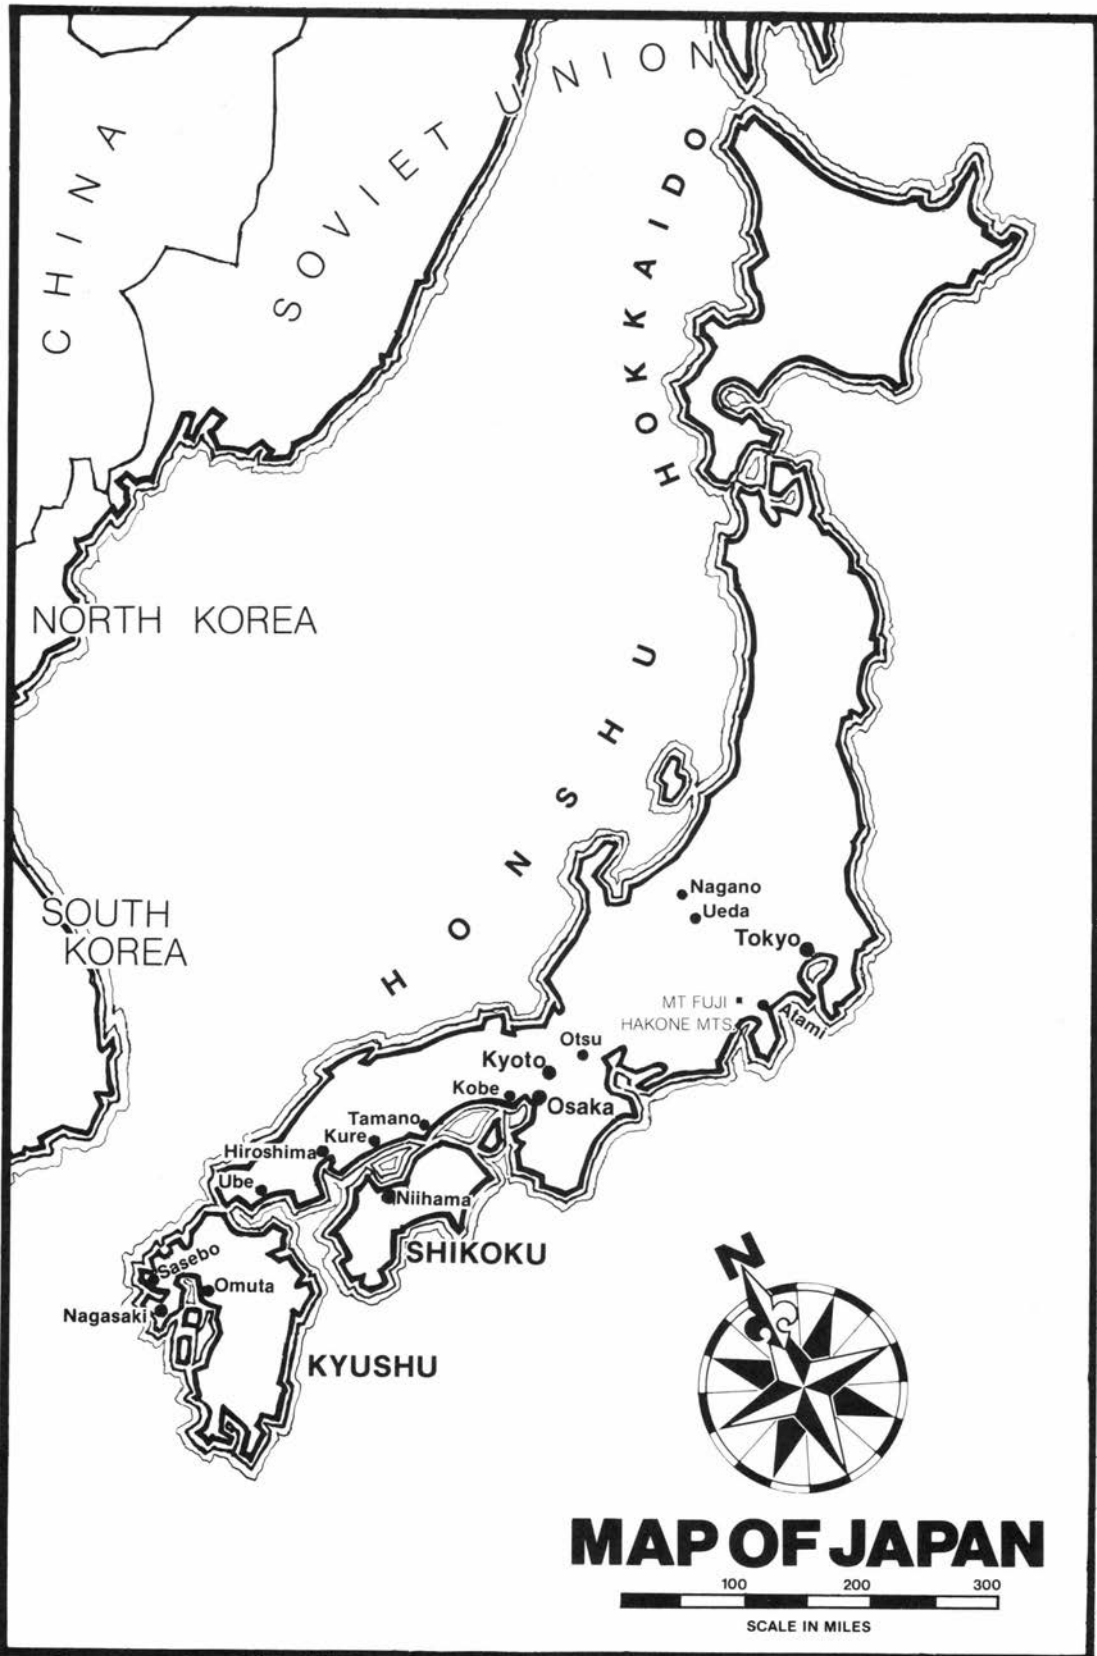 CHINA
SOVIET UNION
HOKKAIDO
NORTH KOREA
HONSHU
SOUTH
KOREA
Nagano
Ueda
Tokyo
MT FUJI
HAKONE MTS.
Atami
Otsu
Kyoto
Kobe
Osaka
Tamano
Kure
Hiroshima
Ube
Niihama
SHIKOKU
Sasebo
Omuta
Nagasaki
KYUSHU
N
MAP OF JAPAN
100 200 300
SCALE IN MILES